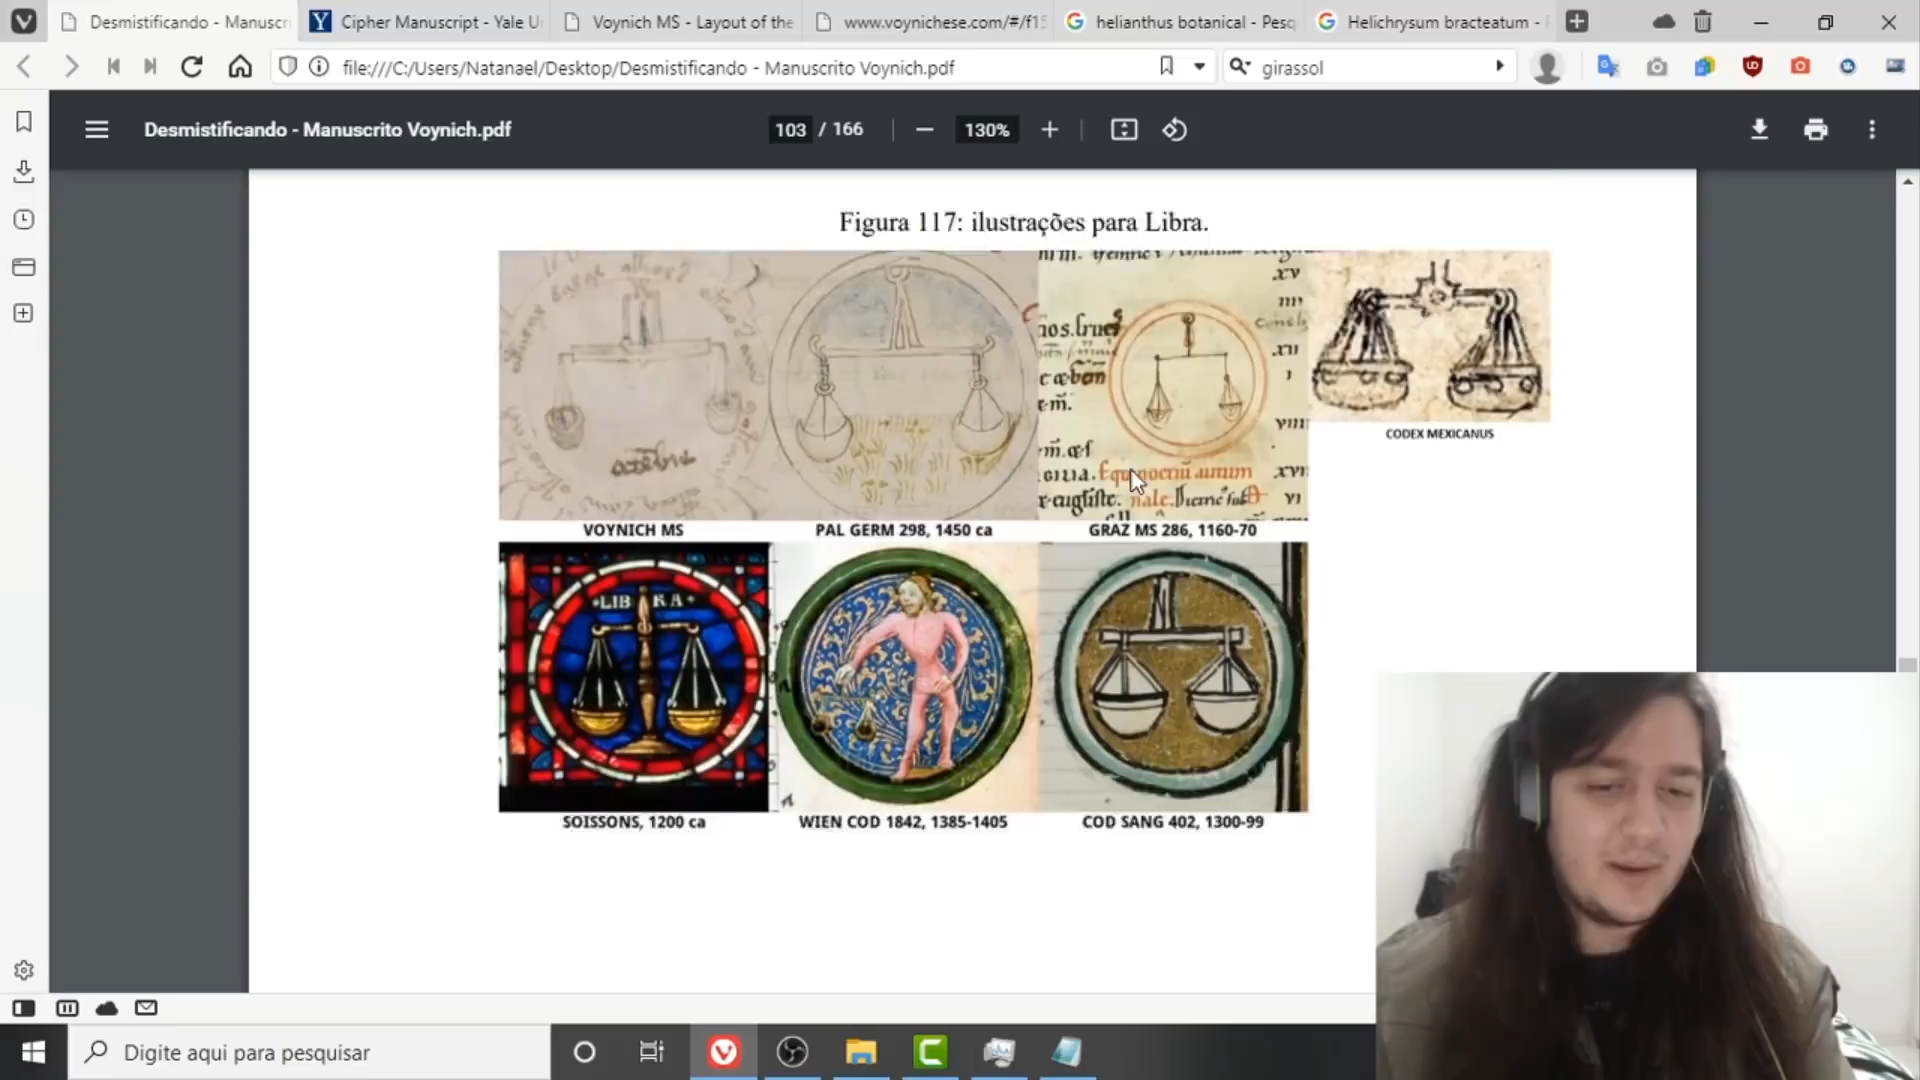 Desmistificando - Manuscri
Cipher Manuscript - Yale U
Voynich MS - Layout of the
www.voynichese.com/#/f15
helianthus botanical - Pesq
Helichrysum bracteatum -
file:///C:/Users/Natanael/Desktop/Desmistificando - Manuscrito Voynich.pdf
girassol
Desmistificando - Manuscrito Voynich.pdf
103 / 166
130%
Figura 117: ilustrações para Libra.
VOYNICH MS
PAL GERM 298, 1450 ca
GRAZ MS 286, 1160-70
CODEX MEXICANUS
LIBRA
SOISSONS, 1200 ca
WIEN COD 1842, 1385-1405
COD SANG 402, 1300-99
Digite aqui para pesquisar